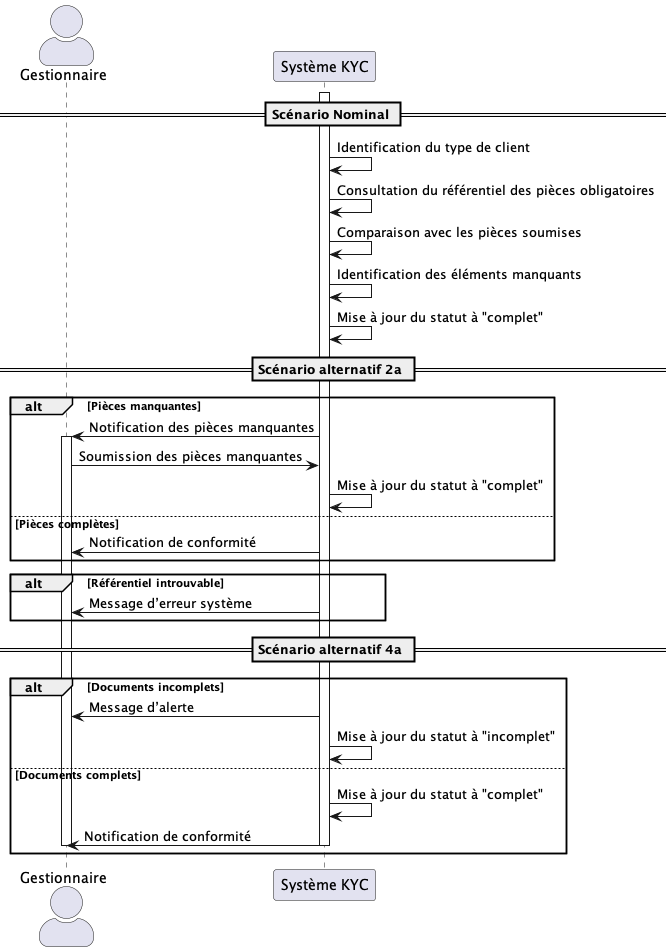 Gestionnaire
Système KYC
Scénario Nominal
Identification du type de client
Consultation du référentiel des pièces obligatoires
Comparaison avec les pièces soumises
Identification des éléments manquants
Mise à jour du statut à "complet"
Scénario alternatif 2a
alt [Pièces manquantes]
Notification des pièces manquantes
Soumission des pièces manquantes
Mise à jour du statut à "complet"
[Pièces complètes]
Notification de conformité
alt [Référentiel introuvable]
Message d'erreur système
Scénario alternatif 4a
alt [Documents incomplets]
Message d'alerte
Mise à jour du statut à "incomplet"
[Documents complets]
Mise à jour du statut à "complet"
Notification de conformité
Gestionnaire
Système KYC